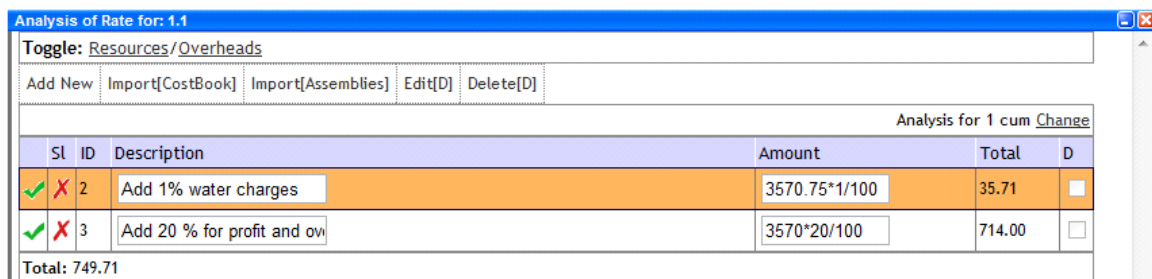 Analysis of Rate for: 1.1
Toggle: Resources/Overheads
Add New Import[CostBook] Import[Assemblies] Edit[D] Delete[D]
Analysis for 1 cum Change
Sl ID Description Amount Total D
2 Add 1% water charges 3570.75*1/100 35.71
3 Add 20 % for profit and ov 3570*20/100 714.00
Total: 749.71